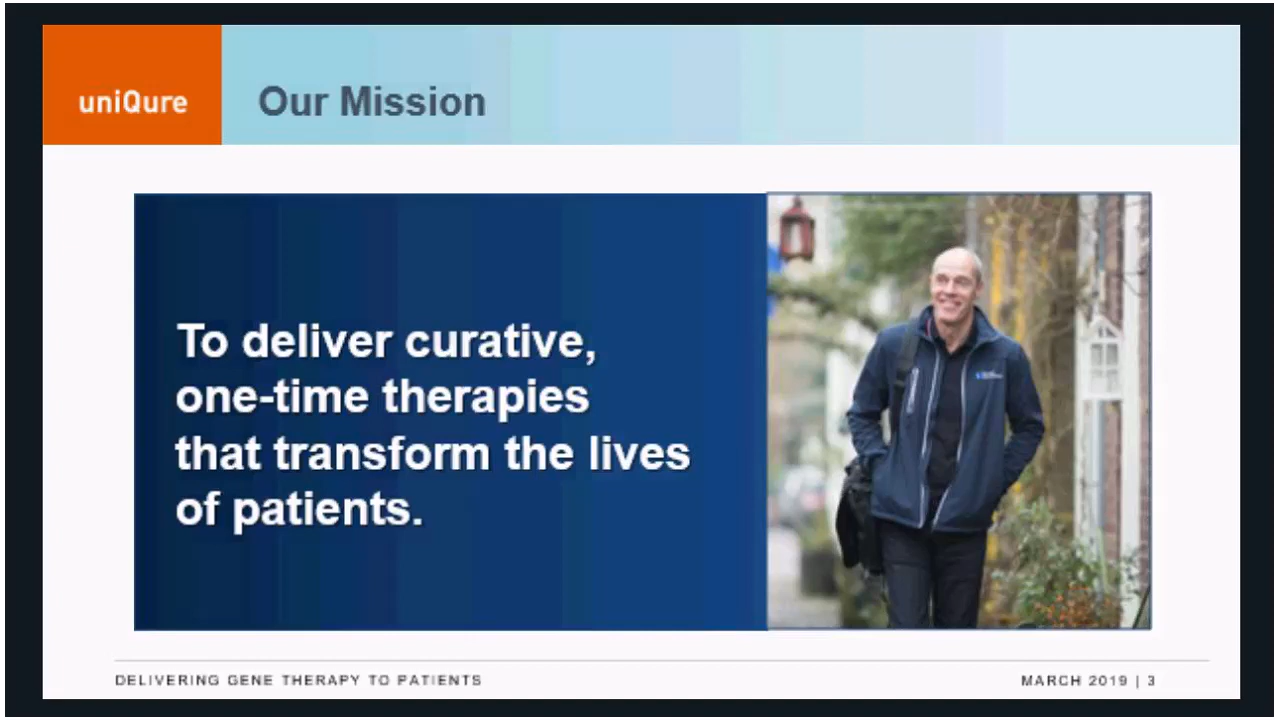 uniQure
Our Mission
To deliver curative,
one-time therapies
that transform the lives
of patients.
DELIVERING GENE THERAPY TO PATIENTS
MARCH 2019 | 3